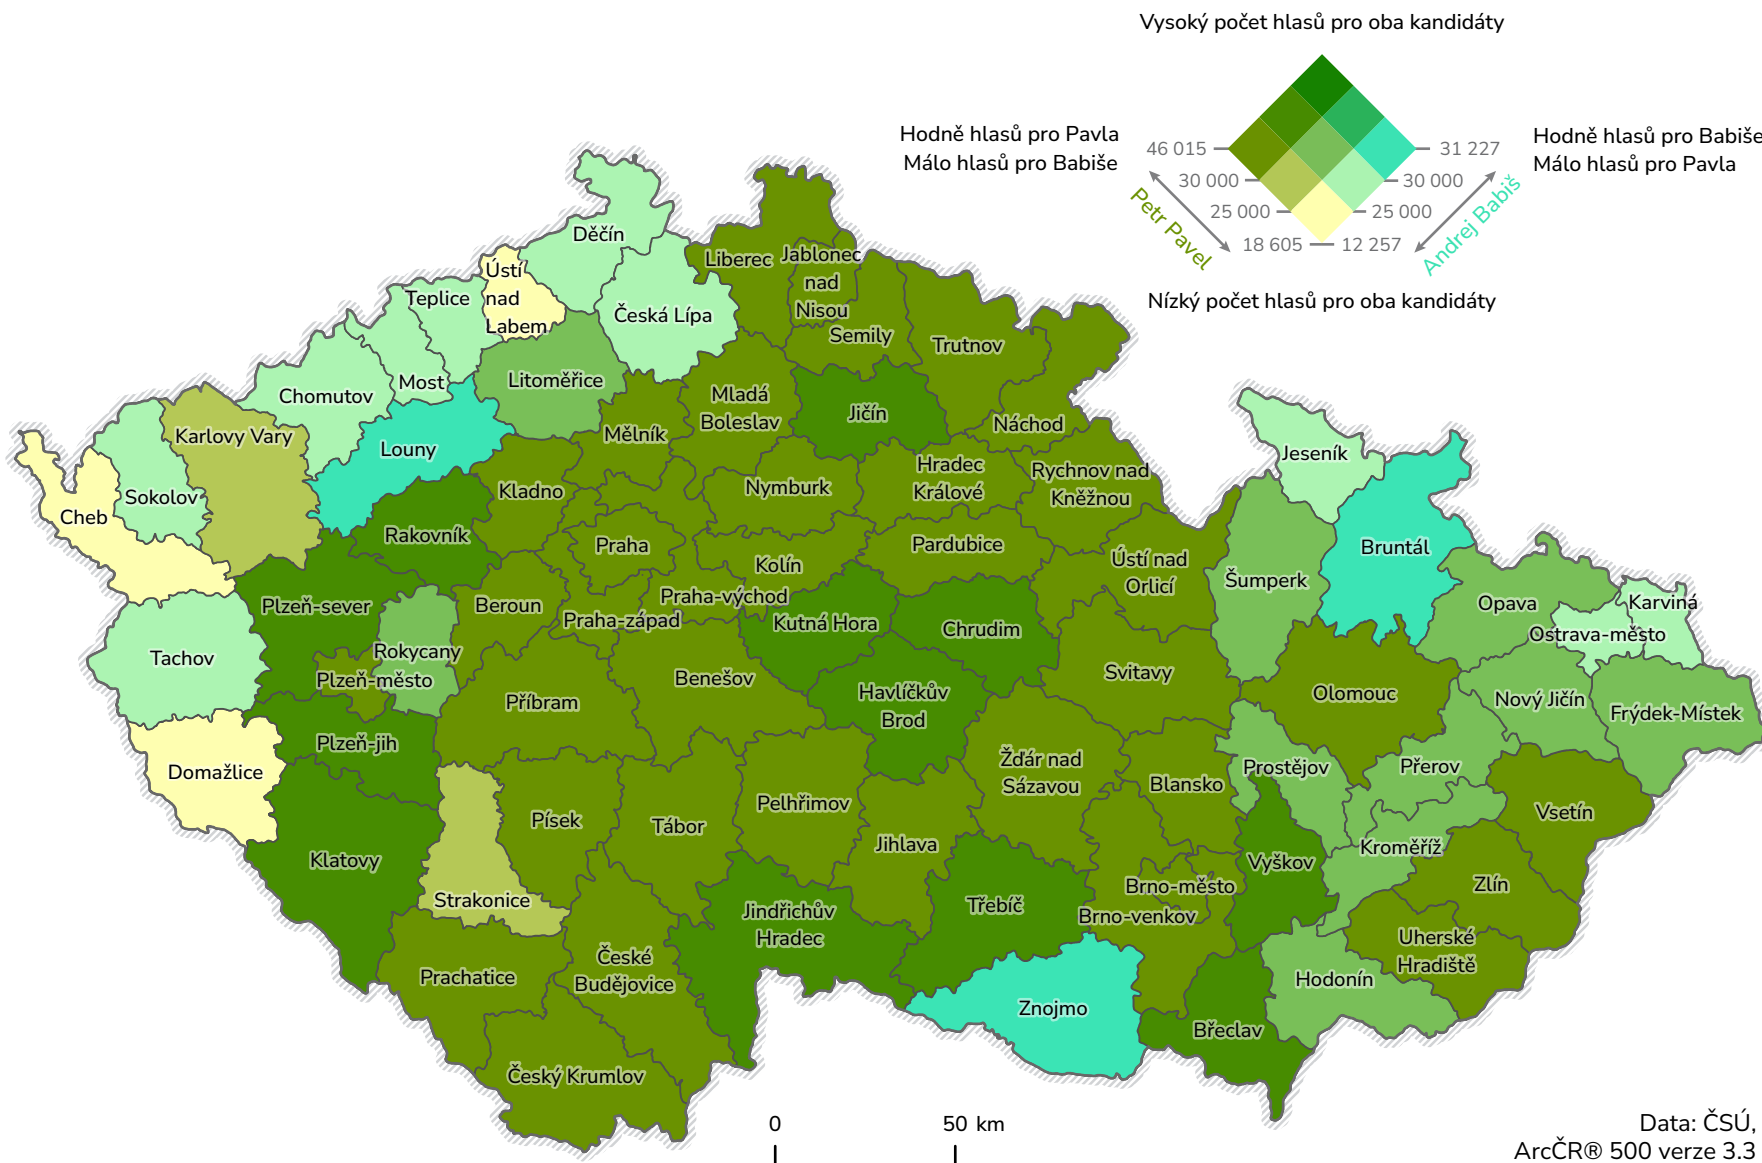 Vysoký počet hlasů pro oba kandidáty
Hodně hlasů pro Pavla
Málo hlasů pro Babiše
Hodně hlasů pro Babiše
Málo hlasů pro Pavla
46 015
31 227
30 000
30 000
25 000
25 000
18 605
12 257
Petr Pavel
Andrej Babiš
Nízký počet hlasů pro oba kandidáty
Děčín
Liberec
Jablonec
nad
Nisou
Ústí
nad
Labem
Teplice
Česká Lípa
Semily
Trutnov
Most
Litoměřice
Chomutov
Mladá
Boleslav
Jičín
Náchod
Karlovy Vary
Louny
Mělník
Jeseník
Hradec
Králové
Rychnov nad
Kněžnou
Sokolov
Kladno
Nymburk
Cheb
Rakovník
Praha
Pardubice
Bruntál
Kolín
Ústí nad
Orlicí
Šumperk
Plzeň-sever
Beroun
Praha-východ
Praha-západ
Kutná Hora
Chrudim
Opava
Karviná
Ostrava-město
Tachov
Rokycany
Plzeň-město
Příbram
Benešov
Havlíčkův
Brod
Svitavy
Olomouc
Nový Jičín
Frýdek-Místek
Plzeň-jih
Domažlice
Žďár nad
Sázavou
Blansko
Prostějov
Přerov
Pelhřimov
Písek
Tábor
Jihlava
Vsetín
Klatovy
Kroměříž
Vyškov
Zlín
Strakonice
Jindřichův
Hradec
Třebíč
Brno-město
Brno-venkov
Uherské
Hradiště
České
Budějovice
Prachatice
Hodonín
Znojmo
Břeclav
Český Krumlov
0
50 km
Data: ČSÚ,
ArcČR® 500 verze 3.3